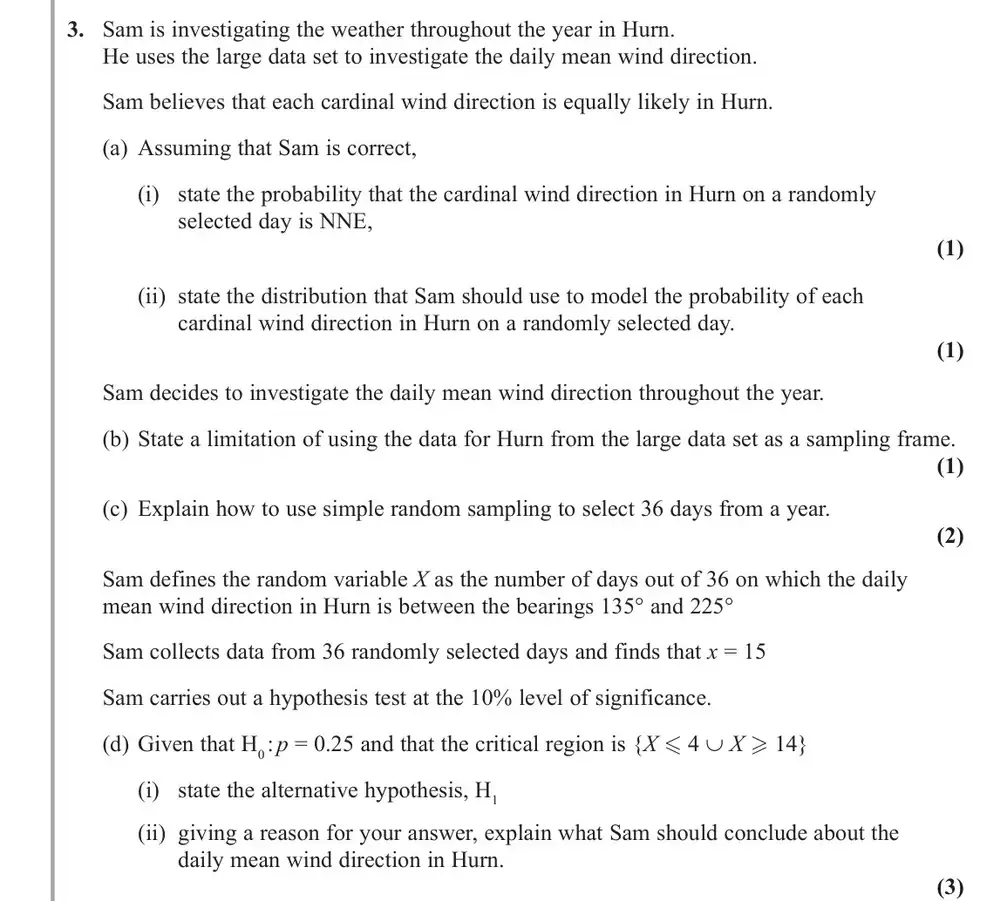 3. Sam is investigating the weather throughout the year in Hurn.
He uses the large data set to investigate the daily mean wind direction.
Sam believes that each cardinal wind direction is equally likely in Hurn.
(a) Assuming that Sam is correct,
(i) state the probability that the cardinal wind direction in Hurn on a randomly
selected day is NNE,
(1)
(ii) state the distribution that Sam should use to model the probability of each
cardinal wind direction in Hurn on a randomly selected day.
(1)
Sam decides to investigate the daily mean wind direction throughout the year.
(b) State a limitation of using the data for Hurn from the large data set as a sampling frame.
(1)
(c) Explain how to use simple random sampling to select 36 days from a year.
(2)
Sam defines the random variable X as the number of days out of 36 on which the daily
mean wind direction in Hurn is between the bearings 135° and 225°
Sam collects data from 36 randomly selected days and finds that x = 15
Sam carries out a hypothesis test at the 10% level of significance.
(d) Given that H₀: p = 0.25 and that the critical region is {X ⩽ 4 ∪ X ⩾ 14}
(i) state the alternative hypothesis, H₁
(ii) giving a reason for your answer, explain what Sam should conclude about the
daily mean wind direction in Hurn.
(3)